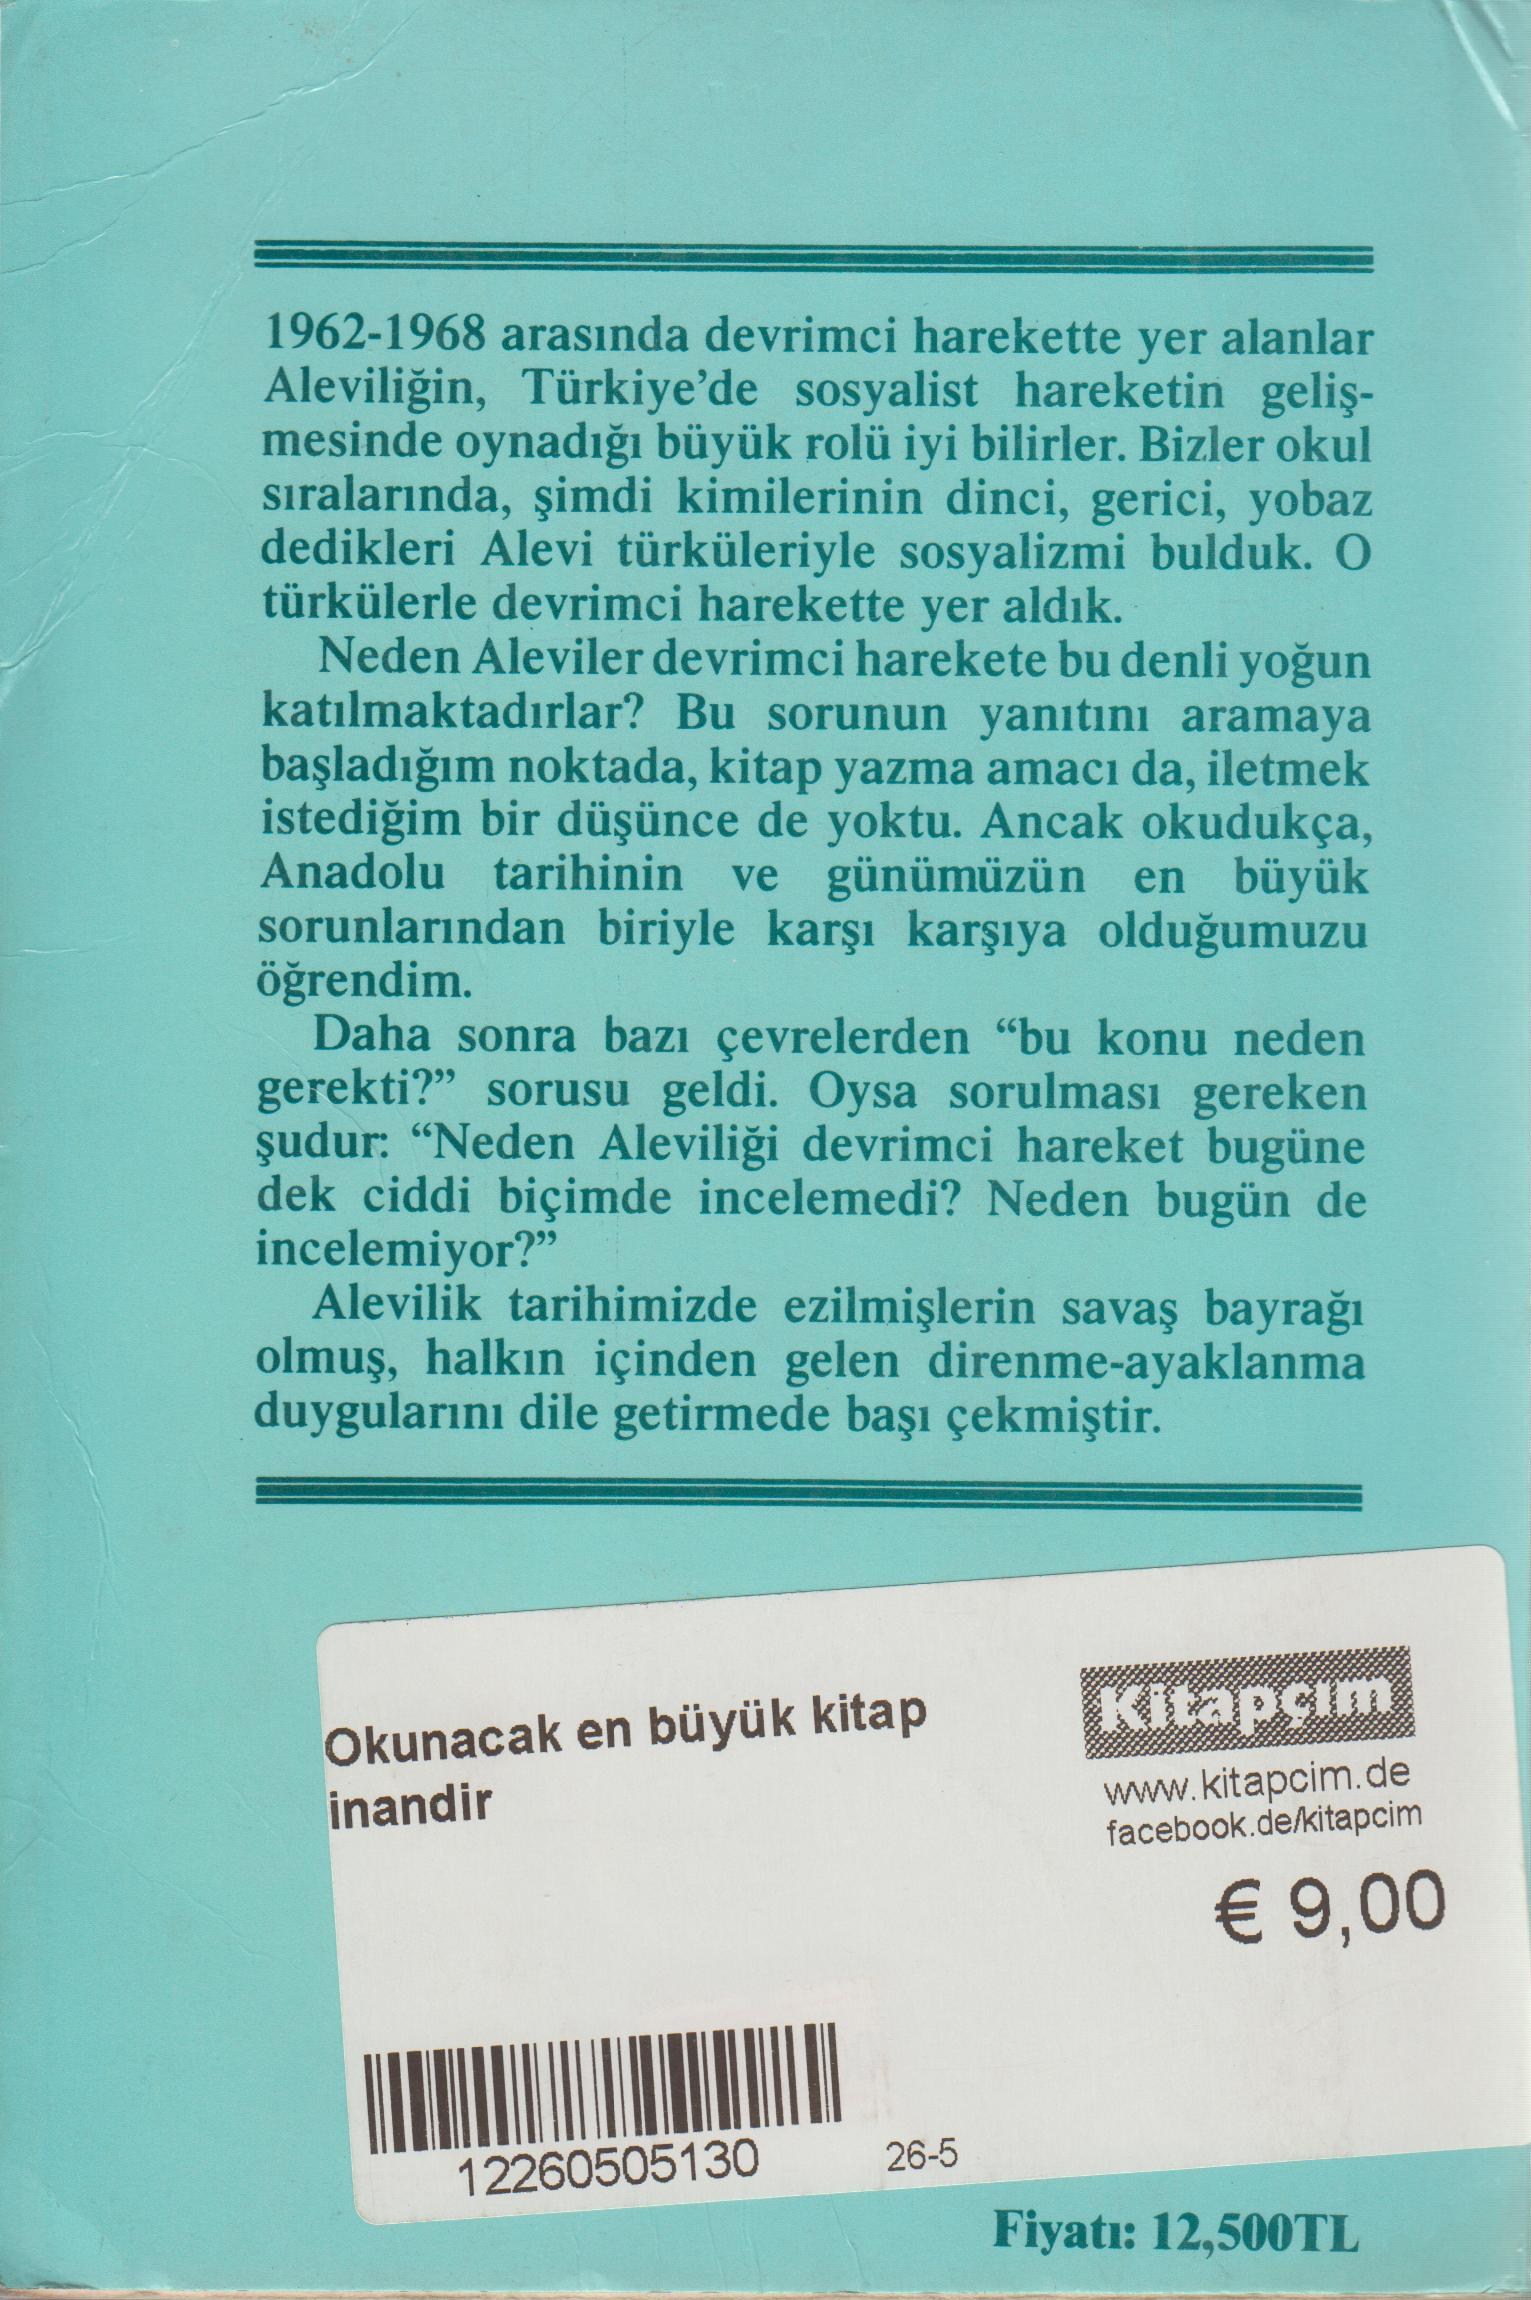 1962-1968 arasında devrimci harekette yer alanlar
Aleviliğin, Türkiye’de sosyalist hareketin geliş-
mesinde oynadığı büyük rolü iyi bilirler. Bizler okul
sıralarında, şimdi kimilerinin dinci, gerici, yobaz
dedikleri Alevi türküleriyle sosyalizmi bulduk. O
türkülerle devrimci harekette yer aldık.
Neden Aleviler devrimci harekete bu denli yoğun
katılmaktadırlar? Bu sorunun yanıtını aramaya
başladığım noktada, kitap yazma amacı da, iletmek
istediğim bir düşünce de yoktu. Ancak okudukça,
Anadolu tarihinin ve günümüzün en büyük
sorunlarından biriyle karşı karşıya olduğumuzu
öğrendim.
Daha sonra bazı çevrelerden “bu konu neden
gerekti?” sorusu geldi. Oysa sorulması gereken
şudur: “Neden Aleviliği devrimci hareket bugüne
dek ciddi biçimde incelemedi? Neden bugün de
incelemiyor?”
Alevilik tarihimizde ezilmişlerin savaş bayrağı
olmuş, halkın içinden gelen direnme-ayaklanma
duygularını dile getirmede başı çekmiştir.
Okunacak en büyük kitap
inandir
Kitapçım
www.kitapcim.de
facebook.de/kitapcim
€ 9,00
12260505130
26-5
Fiyatı: 12,500TL